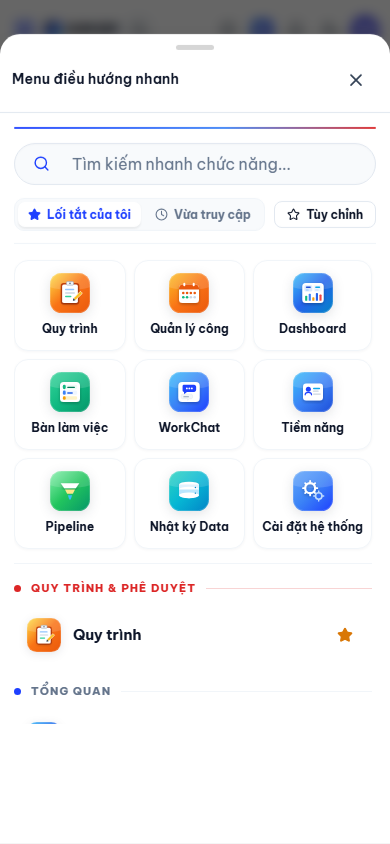 Menu điều hướng nhanh
Tìm kiếm nhanh chức năng...
Lối tắt của tôi
Vừa truy cập
Tùy chỉnh
Quy trình
Quản lý công
Dashboard
Bàn làm việc
WorkChat
Tiềm năng
Pipeline
Nhật ký Data
Cài đặt hệ thống
QUY TRÌNH & PHÊ DUYỆT
Quy trình
TỔNG QUAN